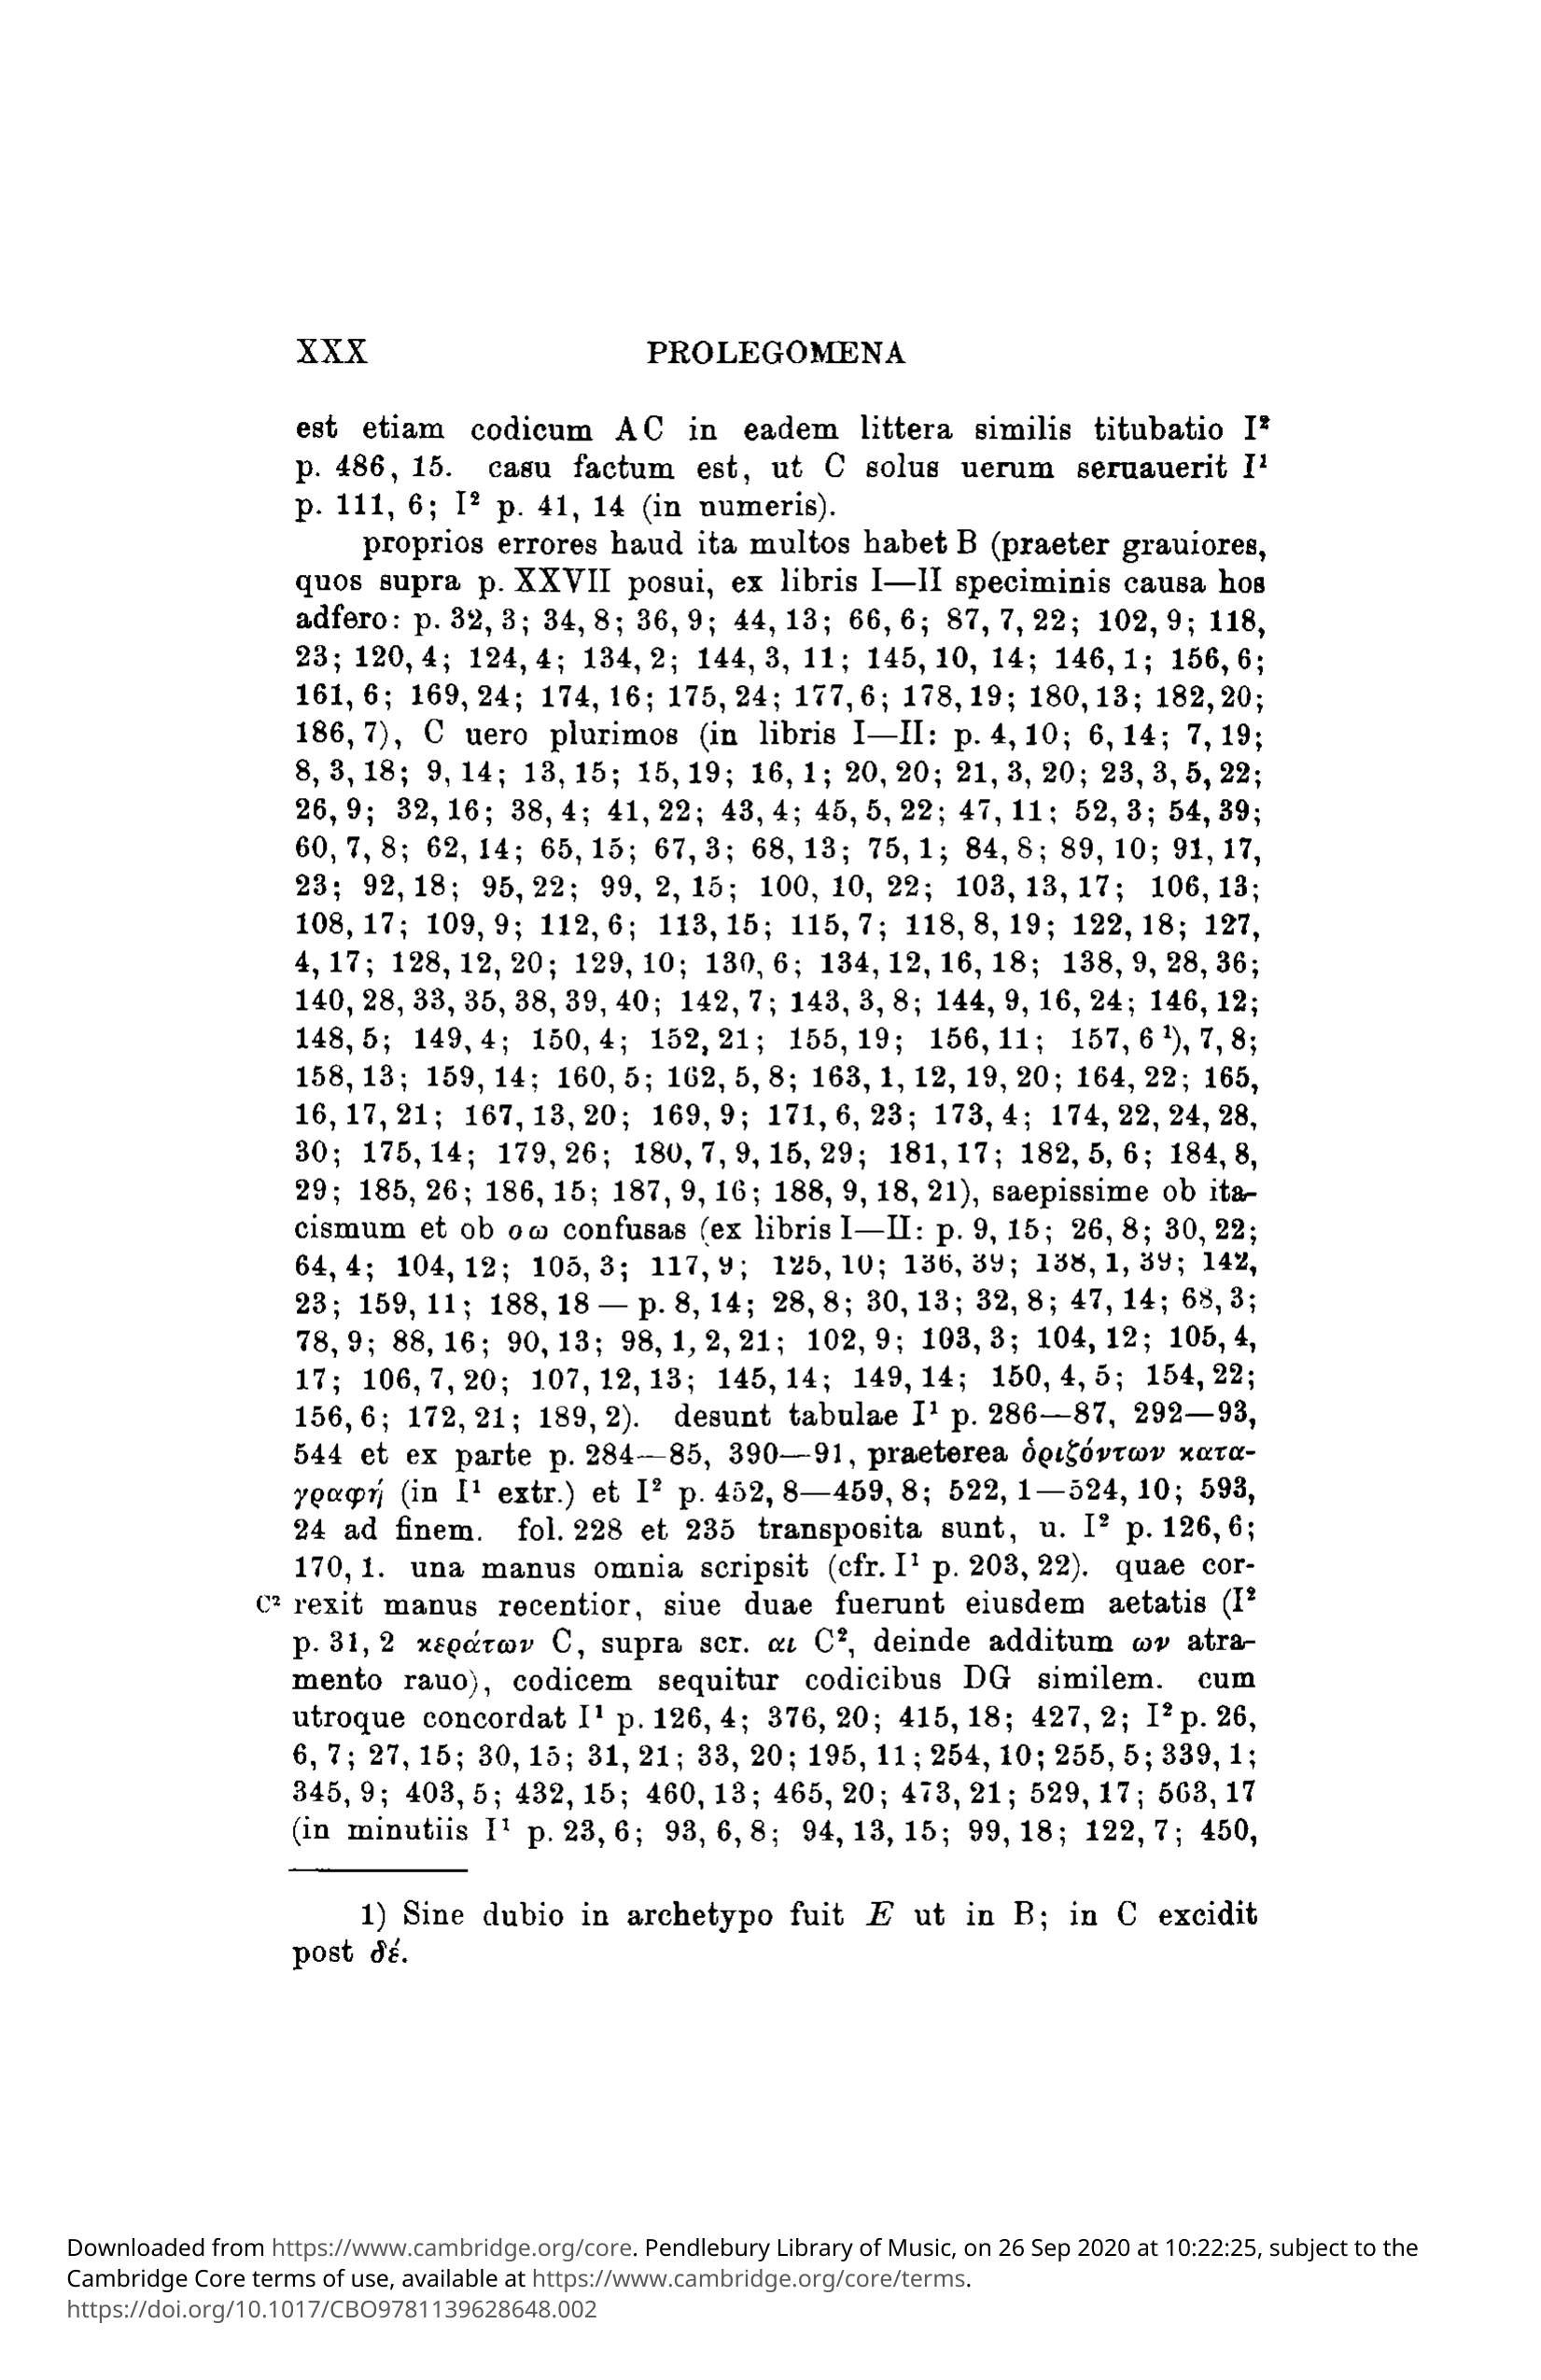 XXX PROLEGOMENA
est etiam codicum AC in eadem littera similis titubatio I²
p. 486, 15. casu factum est, ut C solus uerum seruauerit I¹
p. 111, 6; I² p. 41, 14 (in numeris).
proprios errores haud ita multos habet B (praeter grauiores,
quos supra p. XXVII posui, ex libris I—II speciminis causa hos
adfero: p. 32, 3; 34, 8; 36, 9; 44, 13; 66, 6; 87, 7, 22; 102, 9; 118,
23; 120, 4; 124, 4; 134, 2; 144, 3, 11; 145, 10, 14; 146, 1; 156, 6;
161, 6; 169, 24; 174, 16; 175, 24; 177, 6; 178, 19; 180, 13; 182, 20;
186, 7), C uero plurimos (in libris I—II: p. 4, 10; 6, 14; 7, 19;
8, 3, 18; 9, 14; 13, 15; 15, 19; 16, 1; 20, 20; 21, 3, 20; 23, 3, 5, 22;
26, 9; 32, 16; 38, 4; 41, 22; 43, 4; 45, 5, 22; 47, 11; 52, 3; 54, 39;
60, 7, 8; 62, 14; 65, 15; 67, 3; 68, 13; 75, 1; 84, 8; 89, 10; 91, 17,
23; 92, 18; 95, 22; 99, 2, 15; 100, 10, 22; 103, 13, 17; 106, 13;
108, 17; 109, 9; 112, 6; 113, 15; 115, 7; 118, 8, 19; 122, 18; 127,
4, 17; 128, 12, 20; 129, 10; 130, 6; 134, 12, 16, 18; 138, 9, 28, 36;
140, 28, 33, 35, 38, 39, 40; 142, 7; 143, 3, 8; 144, 9, 16, 24; 146, 12;
148, 5; 149, 4; 150, 4; 152, 21; 155, 19; 156, 11; 157, 6 ¹), 7, 8;
158, 13; 159, 14; 160, 5; 162, 5, 8; 163, 1, 12, 19, 20; 164, 22; 165,
16, 17, 21; 167, 13, 20; 169, 9; 171, 6, 23; 173, 4; 174, 22, 24, 28,
30; 175, 14; 179, 26; 180, 7, 9, 15, 29; 181, 17; 182, 5, 6; 184, 8,
29; 185, 26; 186, 15; 187, 9, 16; 188, 9, 18, 21), saepissime ob ita-
cismum et ob ο ω confusas (ex libris I—II: p. 9, 15; 26, 8; 30, 22;
64, 4; 104, 12; 105, 3; 117, 9; 125, 10; 136, 39; 138, 1, 39; 142,
23; 159, 11; 188, 18 — p. 8, 14; 28, 8; 30, 13; 32, 8; 47, 14; 68, 3;
78, 9; 88, 16; 90, 13; 98, 1, 2, 21; 102, 9; 103, 3; 104, 12; 105, 4,
17; 106, 7, 20; 107, 12, 13; 145, 14; 149, 14; 150, 4, 5; 154, 22;
156, 6; 172, 21; 189, 2). desunt tabulae I¹ p. 286—87, 292—93,
544 et ex parte p. 284—85, 390—91, praeterea ὁριζόντων κατα-
γραφή (in I¹ extr.) et I² p. 452, 8—459, 8; 522, 1—524, 10; 593,
24 ad finem. fol. 228 et 235 transposita sunt, u. I² p. 126, 6;
170, 1. una manus omnia scripsit (cfr. I¹ p. 203, 22). quae cor-
C² rexit manus recentior, siue duae fuerunt eiusdem aetatis (I²
p. 31, 2 κεράτων C, supra scr. αι C², deinde additum ων atra-
mento rauo), codicem sequitur codicibus DG similem. cum
utroque concordat I¹ p. 126, 4; 376, 20; 415, 18; 427, 2; I² p. 26,
6, 7; 27, 15; 30, 15; 31, 21; 33, 20; 195, 11; 254, 10; 255, 5; 339, 1;
345, 9; 403, 5; 432, 15; 460, 13; 465, 20; 473, 21; 529, 17; 563, 17
(in minutiis I¹ p. 23, 6; 93, 6, 8; 94, 13, 15; 99, 18; 122, 7; 450,
1) Sine dubio in archetypo fuit E ut in B; in C excidit
post δέ.
Downloaded from https://www.cambridge.org/core. Pendlebury Library of Music, on 26 Sep 2020 at 10:22:25, subject to the
Cambridge Core terms of use, available at https://www.cambridge.org/core/terms.
https://doi.org/10.1017/CBO9781139628648.002